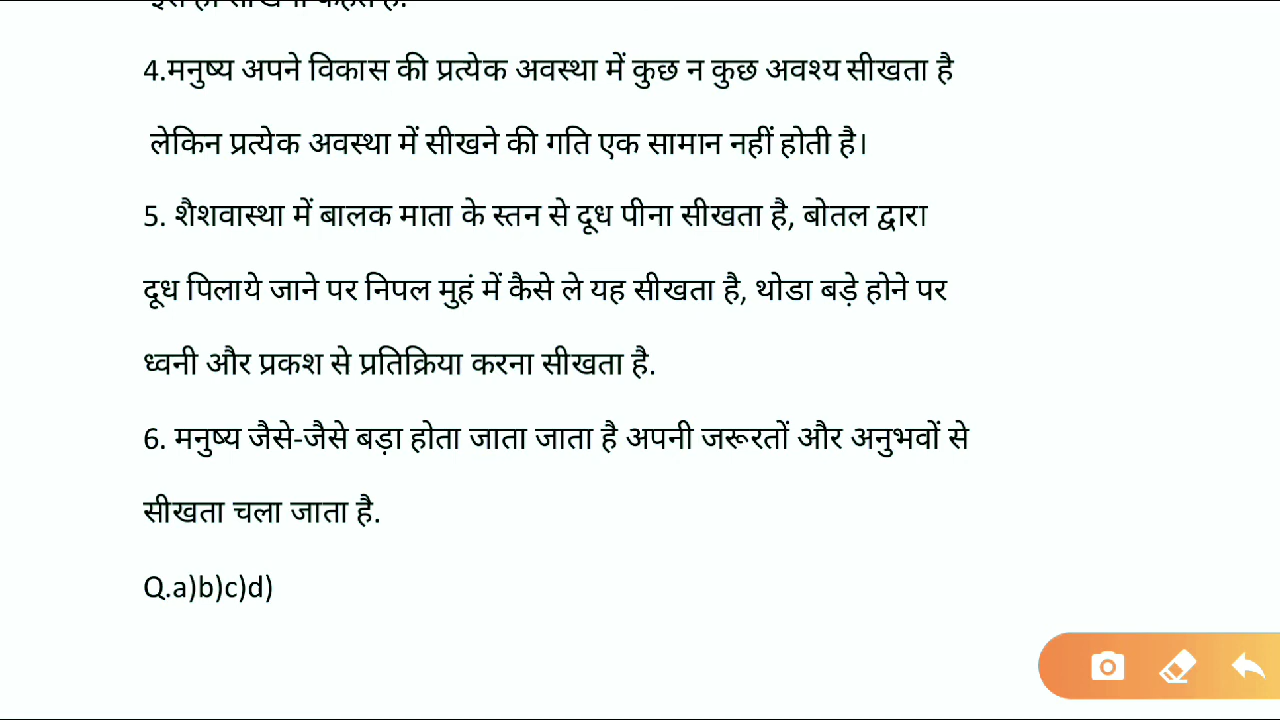 4.मनुष्य अपने विकास की प्रत्येक अवस्था में कुछ न कुछ अवश्य सीखता है
लेकिन प्रत्येक अवस्था में सीखने की गति एक सामान नहीं होती है।
5. शैशवास्था में बालक माता के स्तन से दूध पीना सीखता है, बोतल द्वारा
दूध पिलाये जाने पर निपल मुहं में कैसे ले यह सीखता है, थोडा बड़े होने पर
ध्वनी और प्रकश से प्रतिक्रिया करना सीखता है.
6. मनुष्य जैसे-जैसे बड़ा होता जाता जाता है अपनी जरूरतों और अनुभवों से
सीखता चला जाता है.
Q.a)b)c)d)